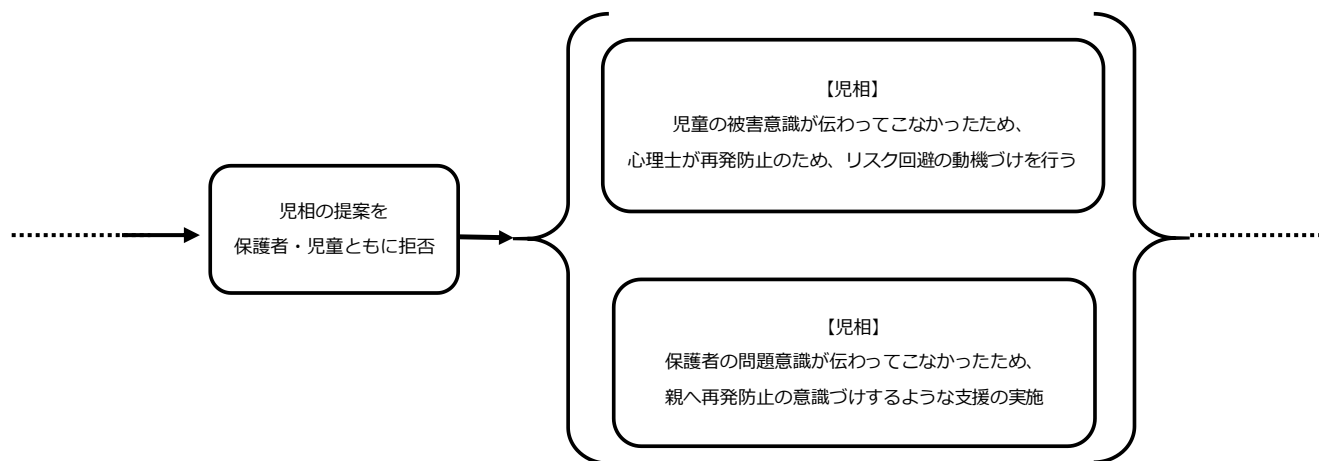 児相の提案を
保護者・児童ともに拒否
【児相】
児童の被害意識が伝わってこなかったため、
心理士が再発防止のため、リスク回避の動機づけを行う
【児相】
保護者の問題意識が伝わってこなかったため、
親へ再発防止の意識づけするような支援の実施